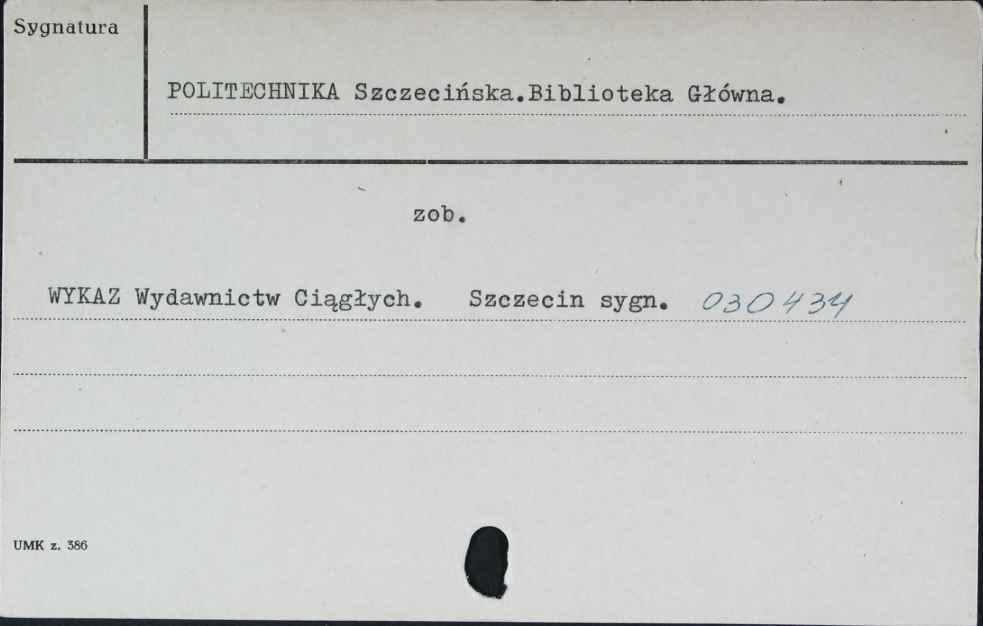 Sygnatura
POLITECHNIKA Szczecińska.Biblioteka Główna.
zob.
WYKAZ Wydawnictw Ciągłych. Szczecin sygn. 030434
UMK z. 386